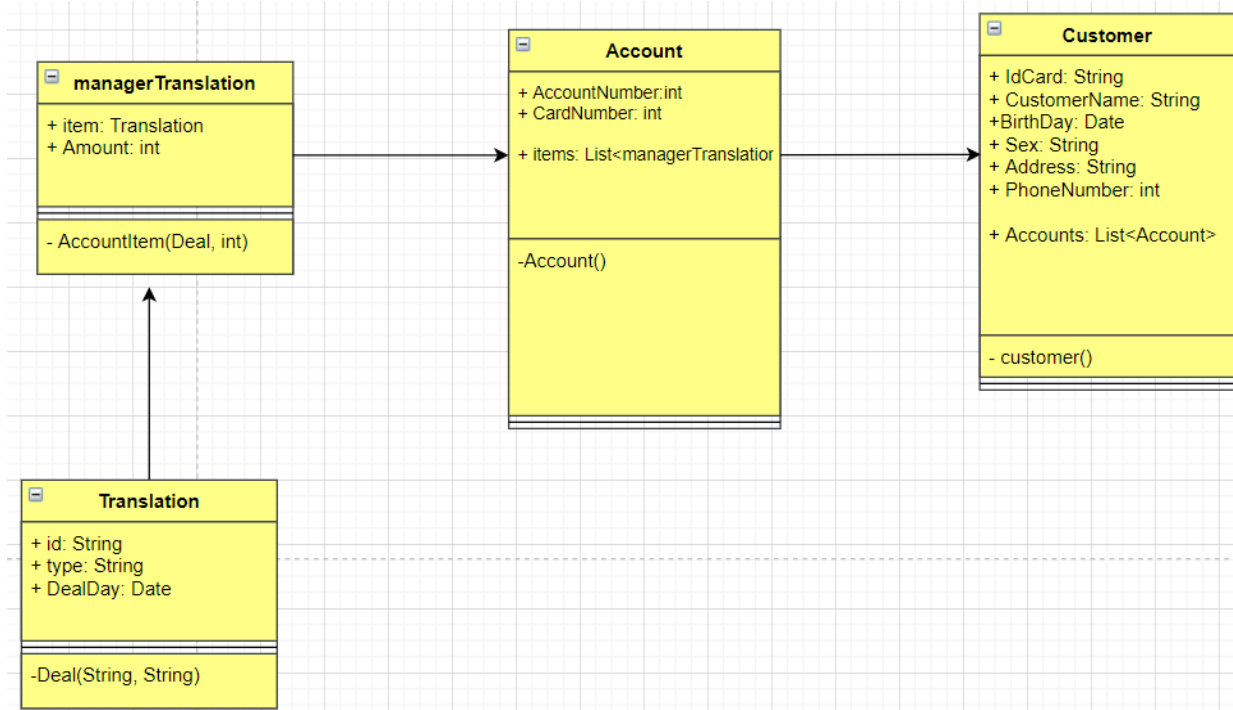 managerTranslation
+ item: Translation
+ Amount: int
- AccountItem(Deal, int)
Account
+ AccountNumber:int
+ CardNumber: int
+ items: List<managerTranslation
-Account()
Customer
+ IdCard: String
+ CustomerName: String
+BirthDay: Date
+ Sex: String
+ Address: String
+ PhoneNumber: int
+ Accounts: List<Account>
- customer()
Translation
+ id: String
+ type: String
+ DealDay: Date
-Deal(String, String)